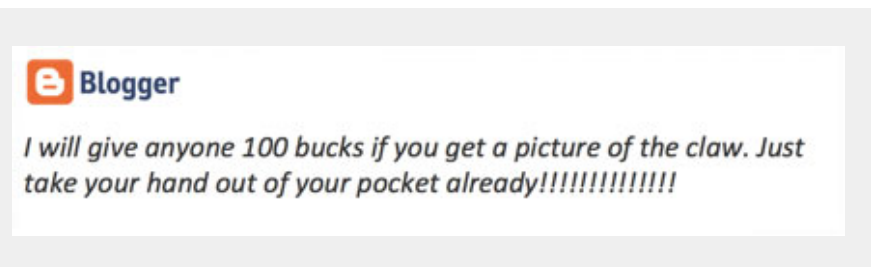 Blogger
I will give anyone 100 bucks if you get a picture of the claw. Just
take your hand out of your pocket already!!!!!!!!!!!!!!